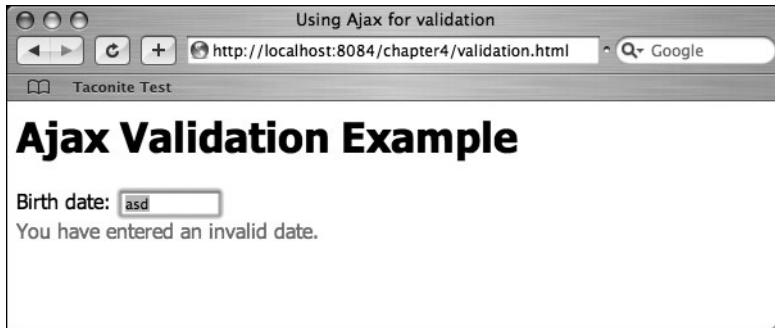 Using Ajax for validation
http://localhost:8084/chapter4/validation.html
Google
Taconite Test
Ajax Validation Example
Birth date: asd
You have entered an invalid date.